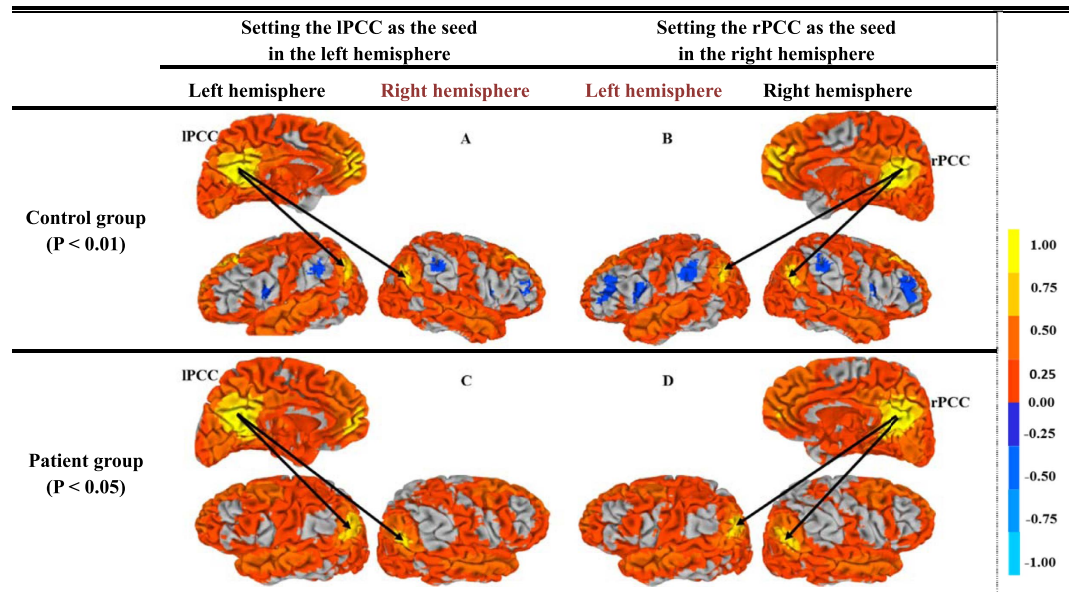 Setting the lPCC as the seed
in the left hemisphere
Setting the rPCC as the seed
in the right hemisphere
Left hemisphere
Right hemisphere
Left hemisphere
Right hemisphere
lPCC
A
B
rPCC
Control group
(P < 0.01)
lPCC
C
D
rPCC
Patient group
(P < 0.05)
1.00
0.75
0.50
0.25
0.00
-0.25
-0.50
-0.75
-1.00